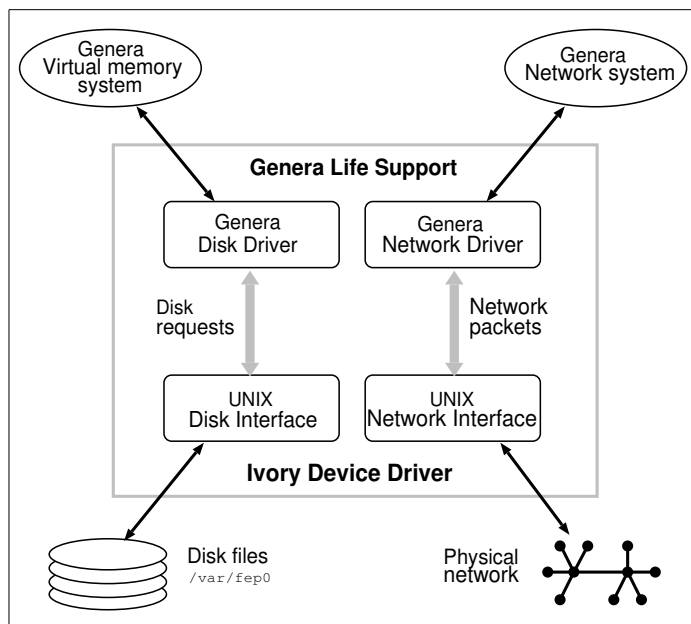 Genera
Virtual memory
system
Genera
Network system
Genera Life Support
Genera
Disk Driver
Genera
Network Driver
Disk
requests
Network
packets
UNIX
Disk Interface
UNIX
Network Interface
Ivory Device Driver
Disk files
/var/fep0
Physical
network